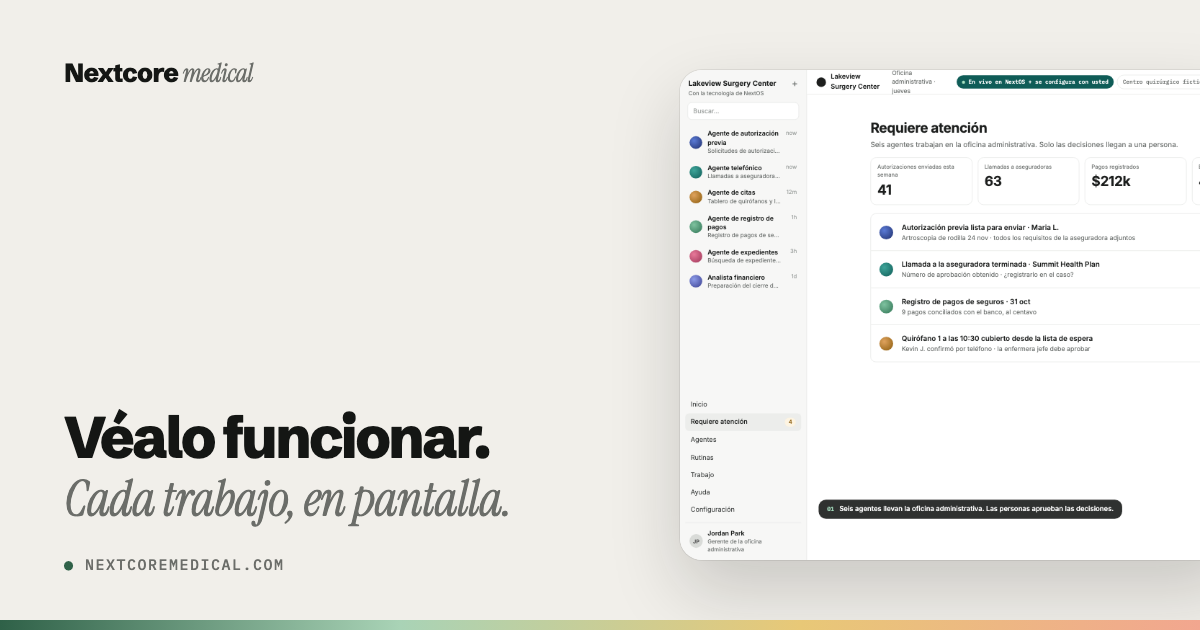 Nextcore medical
Véalo funcionar.
Cada trabajo, en pantalla.
NEXTCOREMEDICAL.COM
Lakeview Surgery Center +
Con la tecnología de NextOS
Buscar...
Agente de autorización previa now
Solicitudes de autorizaci...
Agente telefónico now
Llamadas a aseguradora...
Agente de citas 12m
Tablero de quirófanos y l...
Agente de registro de pagos 1h
Registro de pagos de se...
Agente de expedientes 3h
Búsqueda de expediente...
Analista financiero 1d
Preparación del cierre d...
Inicio
Requiere atención 4
Agentes
Rutinas
Trabajo
Ayuda
Configuración
JP Jordan Park
Gerente de la oficina
administrativa
Lakeview
Surgery Center
Oficina
administrativa ·
jueves
En vivo en NextOS + se configura con usted
Centro quirúrgico
Requiere atención
Seis agentes trabajan en la oficina administrativa. Solo las decisiones llegan a una persona.
Autorizaciones enviadas esta
semana
41
Llamadas a aseguradoras
63
Pagos registrados
$212k
Autorización previa lista para enviar · Maria L.
Artroscopia de rodilla 24 nov · todos los requisitos de la aseguradora adjuntos
Llamada a la aseguradora terminada · Summit Health Plan
Número de aprobación obtenido · ¿registrarlo en el caso?
Registro de pagos de seguros · 31 oct
9 pagos conciliados con el banco, al centavo
Quirófano 1 a las 10:30 cubierto desde la lista de espera
Kevin J. confirmó por teléfono · la enfermera jefe debe aprobar
01 Seis agentes llevan la oficina administrativa. Las personas aprueban las decisiones.